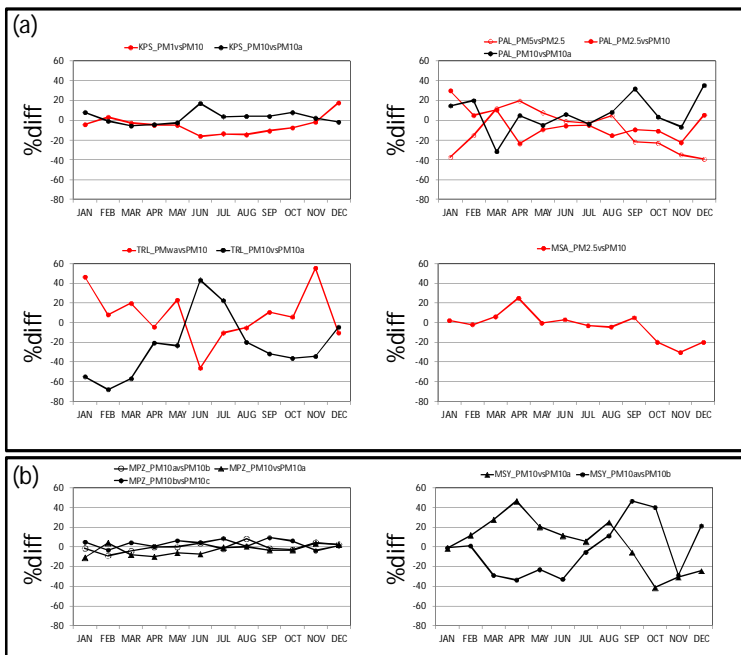 (a)
KPS_PM1vsPM10 KPS_PM10vsPM10a
%diff
60
40
20
0
-20
-40
-60
-80
JAN FEB MAR APR MAY JUN JUL AUG SEP OCT NOV DEC
PAL_PM5vsPM2.5 PAL_PM2.5vsPM10
PAL_PM10vsPM10a
%diff
60
40
20
0
-20
-40
-60
-80
JAN FEB MAR APR MAY JUN JUL AUG SEP OCT NOV DEC
TRL_PMwavsPM10 TRL_PM10vsPM10a
%diff
60
40
20
0
-20
-40
-60
-80
JAN FEB MAR APR MAY JUN JUL AUG SEP OCT NOV DEC
MSA_PM2.5vsPM10
%diff
60
40
20
0
-20
-40
-60
-80
JAN FEB MAR APR MAY JUN JUL AUG SEP OCT NOV DEC
(b)
MPZ_PM10avsPM10b MPZ_PM10vsPM10a
MPZ_PM10bvsPM10c
%diff
60
40
20
0
-20
-40
-60
-80
JAN FEB MAR APR MAY JUN JUL AUG SEP OCT NOV DEC
MSY_PM10vsPM10a MSY_PM10avsPM10b
%diff
60
40
20
0
-20
-40
-60
-80
JAN FEB MAR APR MAY JUN JUL AUG SEP OCT NOV DEC